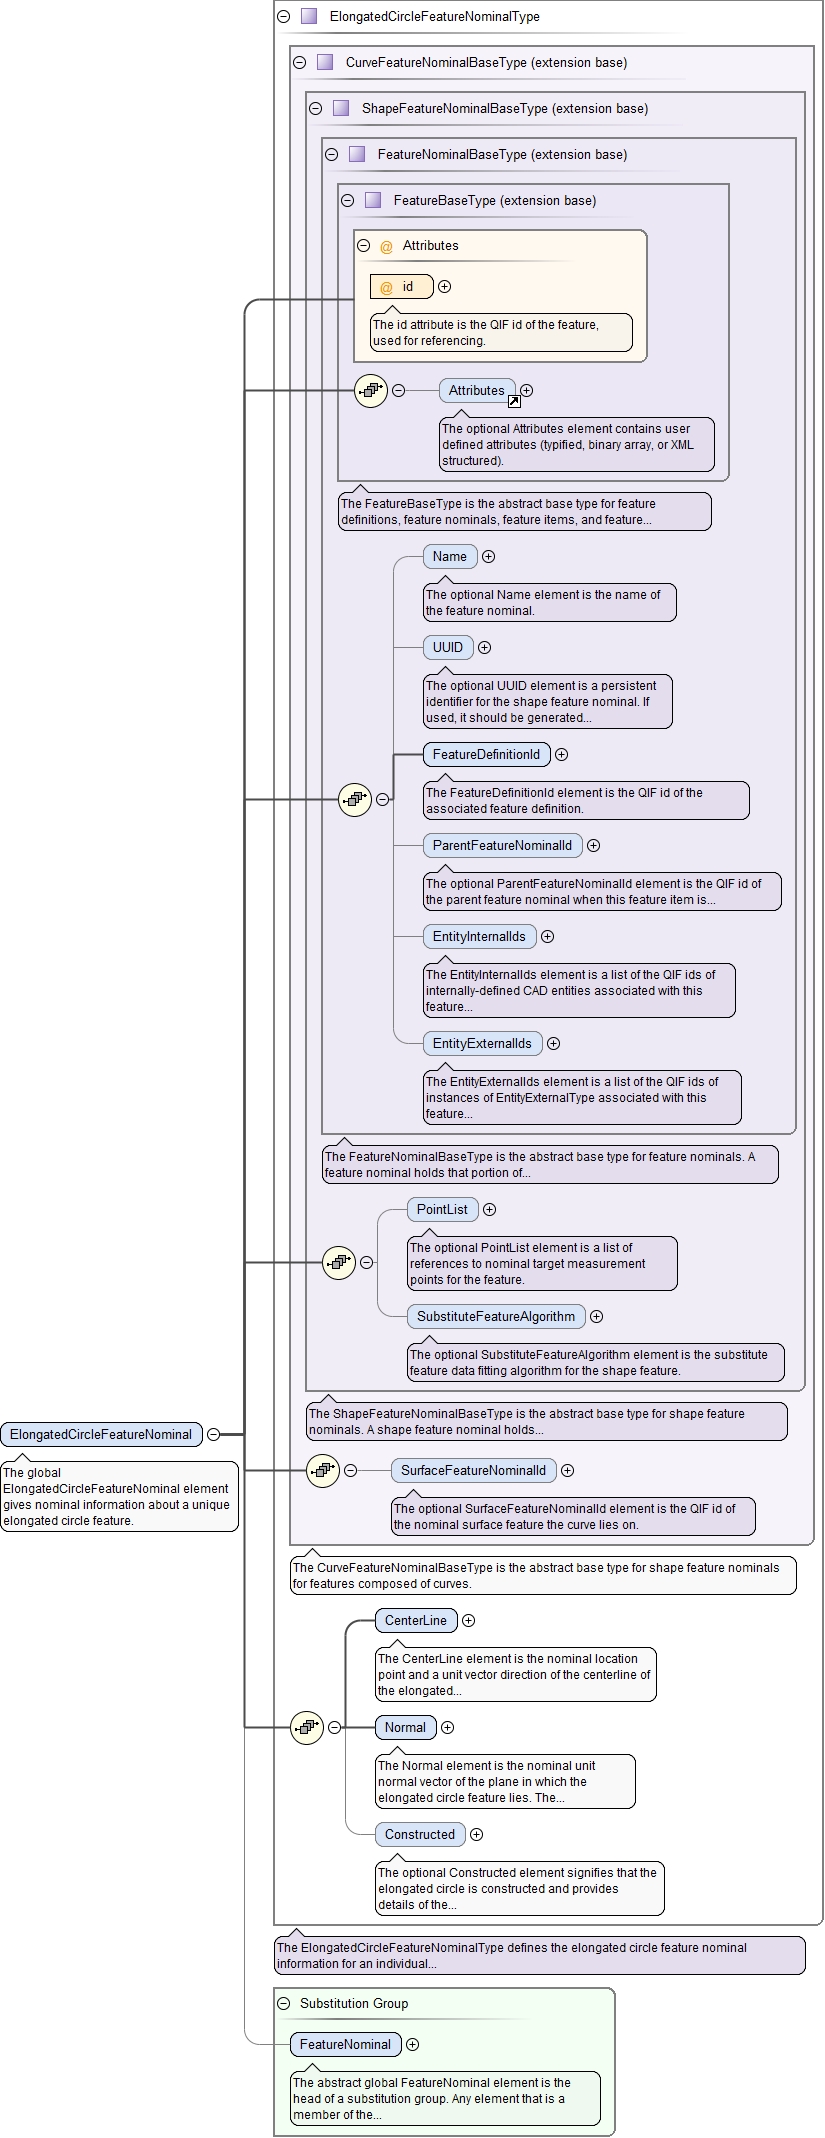 ElongatedCircleFeatureNominalType
CurveFeatureNominalBaseType (extension base)
ShapeFeatureNominalBaseType (extension base)
FeatureNominalBaseType (extension base)
FeatureBaseType (extension base)
@ Attributes
@ id
The id attribute is the QIF id of the feature,
used for referencing.
Attributes
The optional Attributes element contains user
defined attributes (typified, binary array, or XML
structured).
The FeatureBaseType is the abstract base type for feature
definitions, feature nominals, feature items, and feature...
Name
The optional Name element is the name of
the feature nominal.
UUID
The optional UUID element is a persistent
identifier for the shape feature nominal. If
used, it should be generated...
FeatureDefinitionId
The FeatureDefinitionId element is the QIF id of the
associated feature definition.
ParentFeatureNominalId
The optional ParentFeatureNominalId element is the QIF id of
the parent feature nominal when this feature item is...
EntityInternalIds
The EntityInternalIds element is a list of the QIF ids of
internally-defined CAD entities associated with this
feature...
EntityExternalIds
The EntityExternalIds element is a list of the QIF ids of
instances of EntityExternalType associated with this
feature...
The FeatureNominalBaseType is the abstract base type for feature nominals. A
feature nominal holds that portion of...
PointList
The optional PointList element is a list of
references to nominal target measurement
points for the feature.
SubstituteFeatureAlgorithm
The optional SubstituteFeatureAlgorithm element is the substitute
feature data fitting algorithm for the shape feature.
The ShapeFeatureNominalBaseType is the abstract base type for shape feature
nominals. A shape feature nominal holds...
ElongatedCircleFeatureNominal
The global
ElongatedCircleFeatureNominal element
gives nominal information about a unique
elongated circle feature.
SurfaceFeatureNominalId
The optional SurfaceFeatureNominalId element is the QIF id of
the nominal surface feature the curve lies on.
The CurveFeatureNominalBaseType is the abstract base type for shape feature nominals
for features composed of curves.
CenterLine
The CenterLine element is the nominal location
point and a unit vector direction of the centerline of
the elongated...
Normal
The Normal element is the nominal unit
normal vector of the plane in which the
elongated circle feature lies. The...
Constructed
The optional Constructed element signifies that the
elongated circle is constructed and provides
details of the...
The ElongatedCircleFeatureNominalType defines the elongated circle feature nominal
information for an individual...
Substitution Group
FeatureNominal
The abstract global FeatureNominal element is the
head of a substitution group. Any element that is a
member of the...